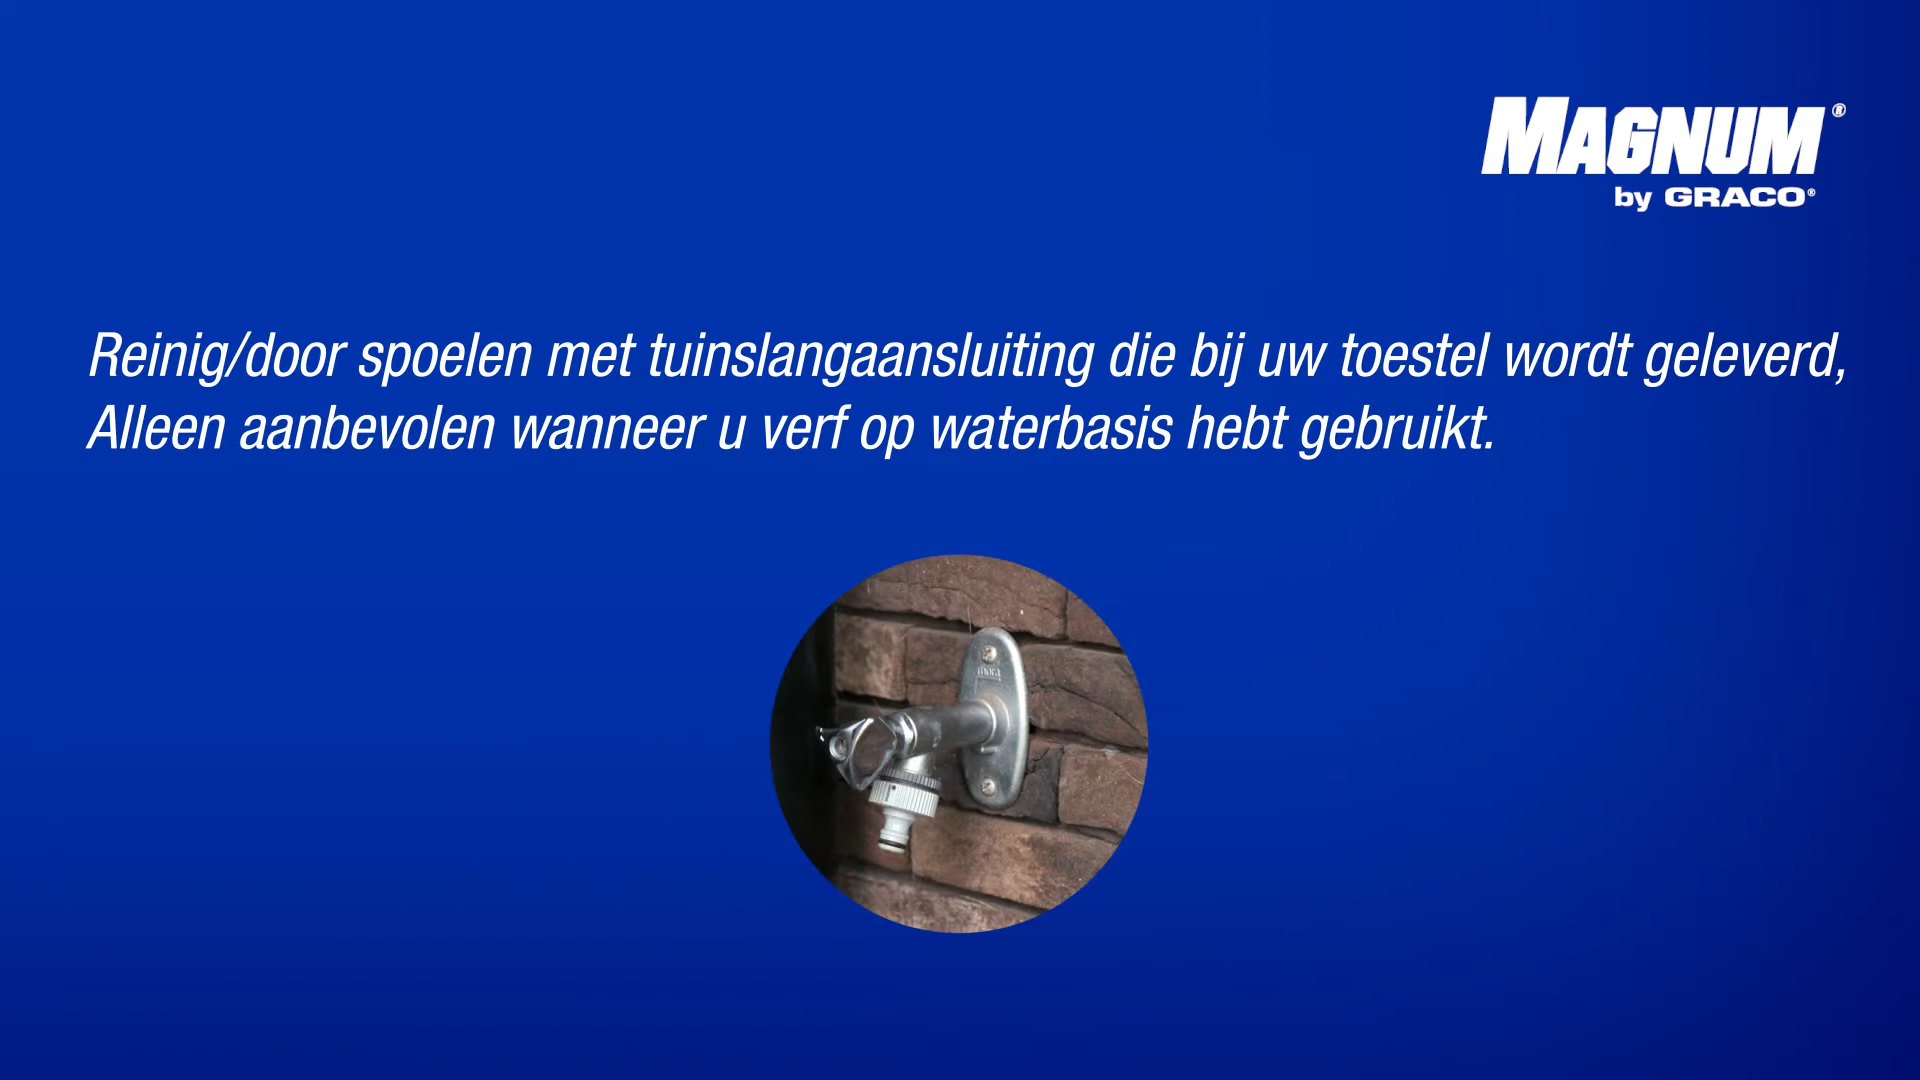 MAGNUM®
by GRACO®
Reinig/door spoelen met tuinslangaansluiting die bij uw toestel wordt geleverd,
Alleen aanbevolen wanneer u verf op waterbasis hebt gebruikt.